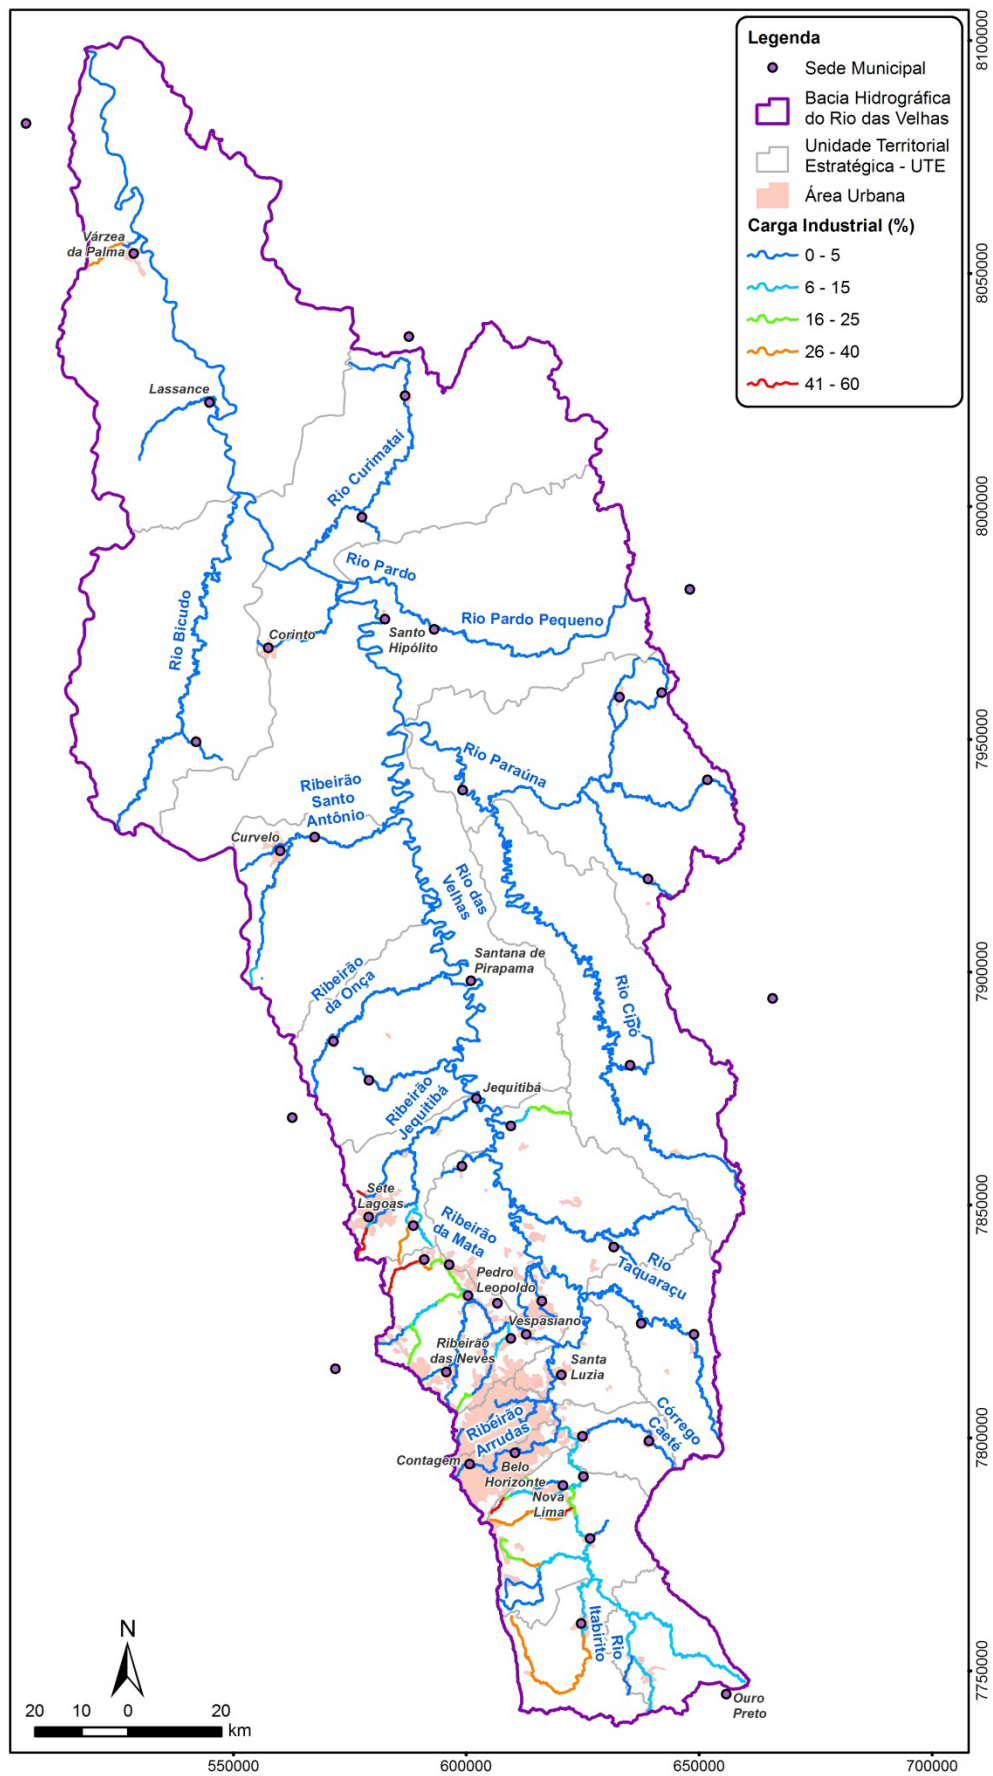 Legenda
Sede Municipal
Bacia Hidrográfica
do Rio das Velhas
Unidade Territorial
Estratégica - UTE
Área Urbana
Carga Industrial (%)
0 - 5
6 - 15
16 - 25
26 - 40
41 - 60
8100000
8050000
8000000
7950000
7900000
7850000
7800000
7750000
Várzea
da Palma
Lassance
Rio Curimataí
Rio Pardo
Rio Pardo Pequeno
Rio Bicudo
Corinto
Santo
Hipólito
Rio Paraúna
Ribeirão
Santo
Antônio
Curvelo
Rio das
Velhas
Santana de
Pirapama
Ribeirão
da Onça
Rio Cipó
Ribeirão
Jequitibá
Jequitibá
Sete
Lagoas
Ribeirão
da Mata
Rio
Taquaraçu
Pedro
Leopoldo
Vespasiano
Ribeirão
das Neves
Santa
Luzia
Córrego
Caeté
Ribeirão
Arrudas
Contagem
Belo
Horizonte
Nova
Lima
Rio
Itabirito
Ouro
Preto
N
20 10 0 20
km
550000 600000 650000 700000